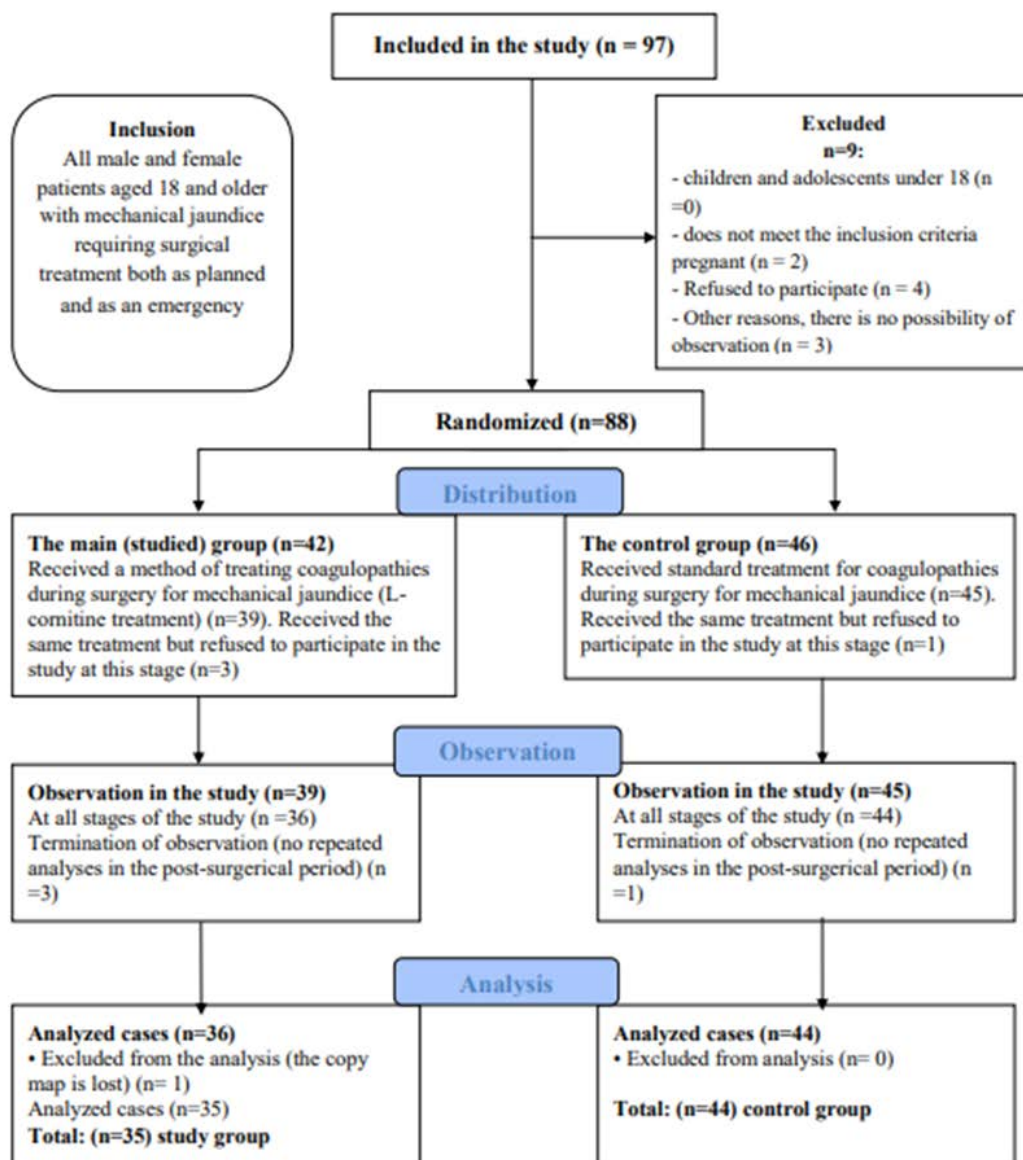 Included in the study (n = 97)
Inclusion
All male and female
patients aged 18 and older
with mechanical jaundice
requiring surgical
treatment both as planned
and as an emergency
Excluded
n=9:
- children and adolescents under 18 (n
=0)
- does not meet the inclusion criteria
pregnant (n = 2)
- Refused to participate (n = 4)
- Other reasons, there is no possibility of
observation (n = 3)
Randomized (n=88)
Distribution
The main (studied) group (n=42)
Received a method of treating coagulopathies
during surgery for mechanical jaundice (L-
comitine treatment) (n=39). Received the
same treatment but refused to participate in the
study at this stage (n=3)
The control group (n=46)
Received standard treatment for coagulopathies
during surgery for mechanical jaundice (n=45).
Received the same treatment but refused to
participate in the study at this stage (n=1)
Observation
Observation in the study (n=39)
At all stages of the study (n =36)
Termination of observation (no repeated
analyses in the post-surgerical period) (n
=3)
Observation in the study (n=45)
At all stages of the study (n =44)
Termination of observation (no repeated
analyses in the post-surgerical period) (n
=1)
Analysis
Analyzed cases (n=36)
• Excluded from the analysis (the copy
map is lost) (n= 1)
Analyzed cases (n=35)
Total: (n=35) study group
Analyzed cases (n=44)
• Excluded from analysis (n= 0)
Total: (n=44) control group